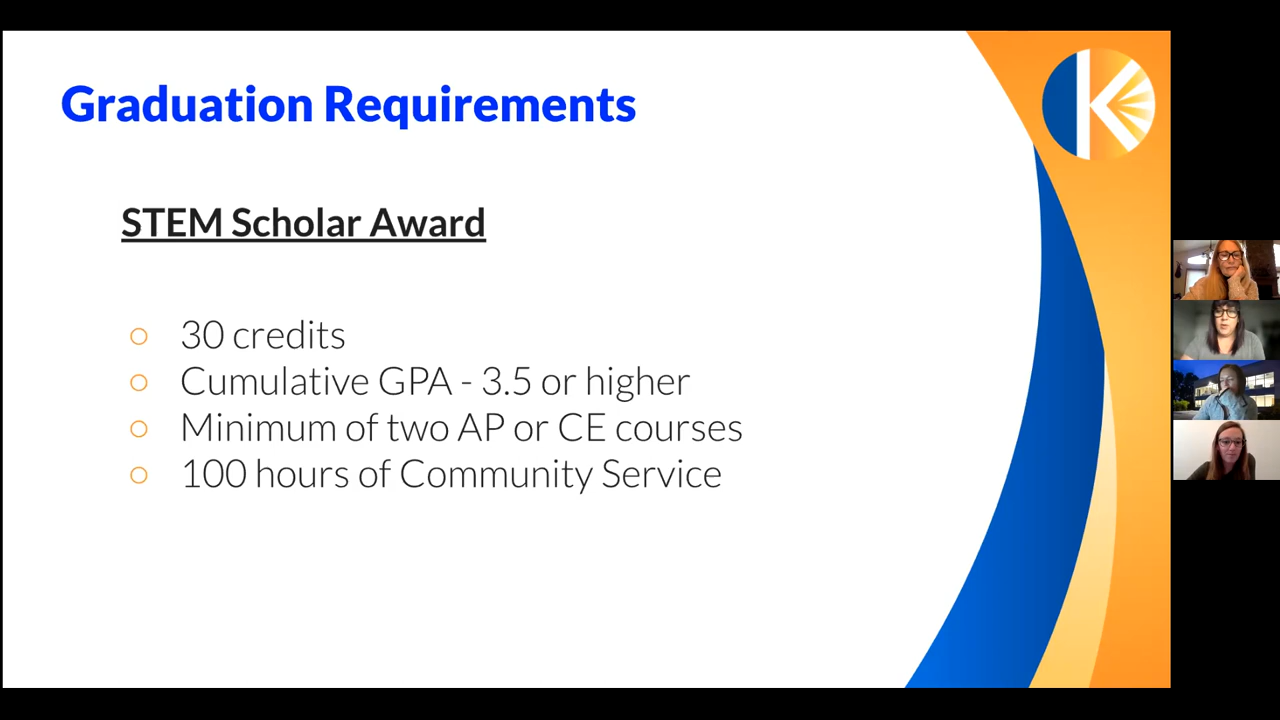 Graduation Requirements
STEM Scholar Award
30 credits
Cumulative GPA - 3.5 or higher
Minimum of two AP or CE courses
100 hours of Community Service
K